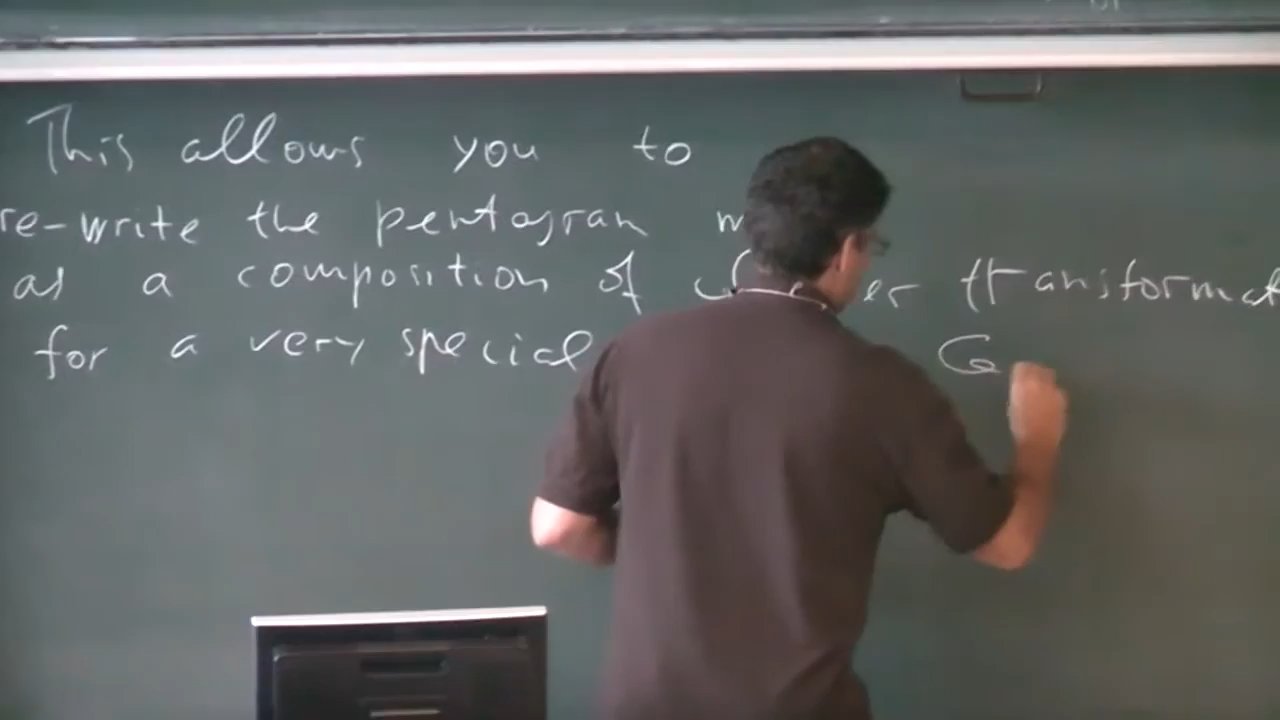 This allows you to
re-write the pentagram
as a composition of transformat
for a very special G